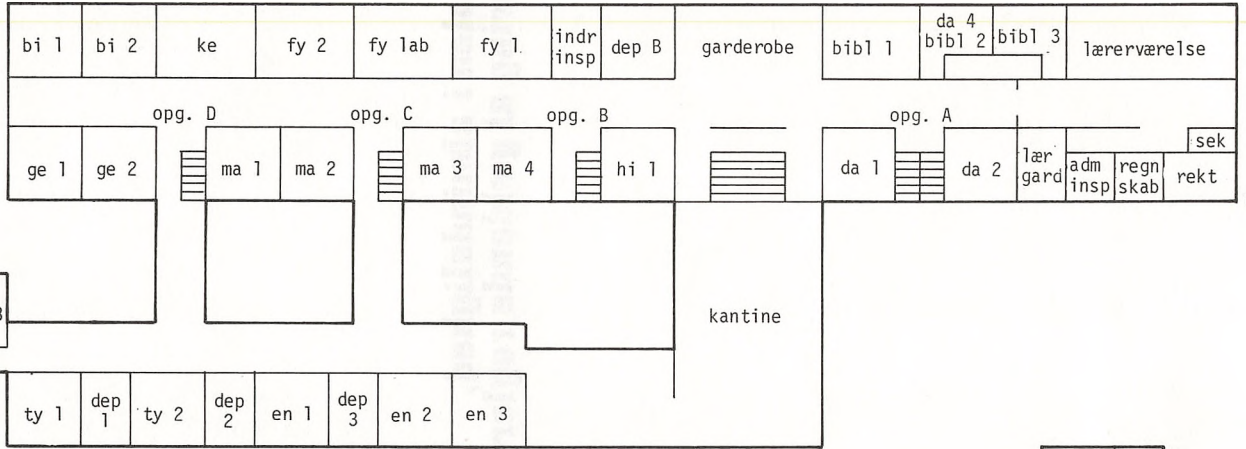 bi 1 bi 2 ke fy 2 fy lab fy 1 indr insp dep B garderobe bibl 1 da 4 bibl 2 bibl 3 lærerværelse
opg. D opg. C opg. B opg. A
ge 1 ge 2 ma 1 ma 2 ma 3 ma 4 hi 1 da 1 da 2 lær gard adm insp regn skab sek rekt
kantine
ty 1 dep 1 ty 2 dep 2 en 1 dep 3 en 2 en 3